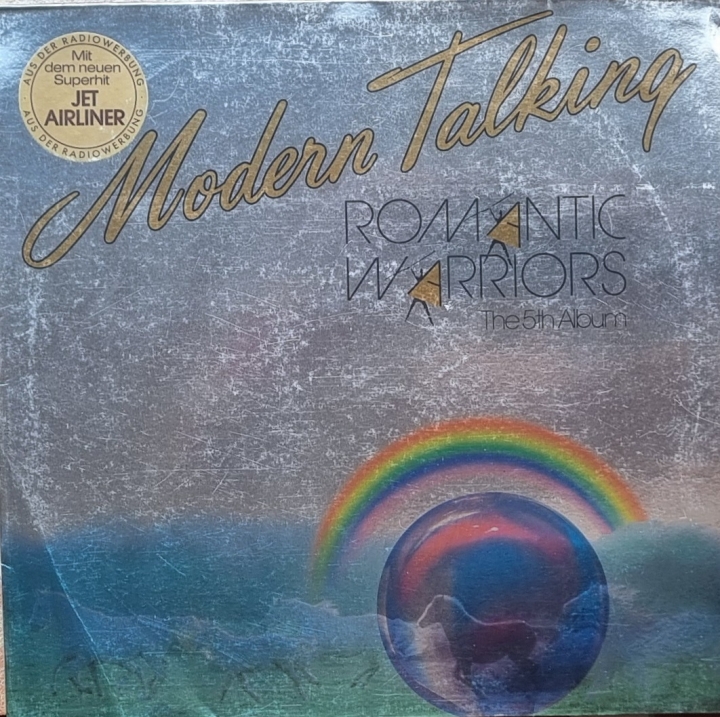 AUS DER RADIOWERBUNG
Mit
dem neuen
Superhit
JET
AIRLINER
AUS DER RADIOWERBUNG
Modern Talking
ROMANTIC
WARRIORS
The 5th Album